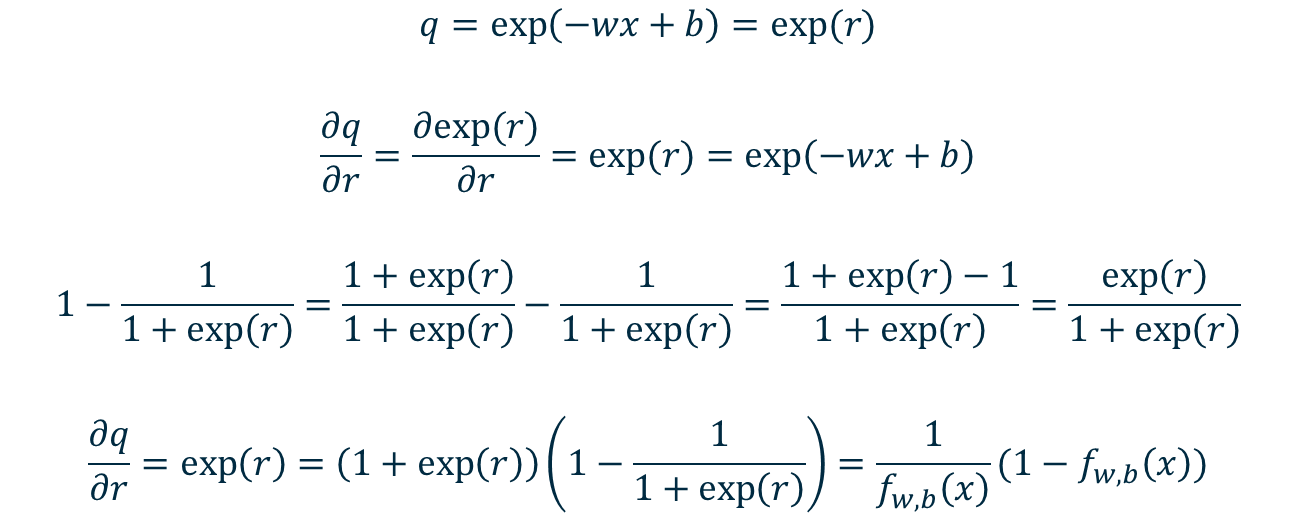 q = exp(−wx + b) = exp(r)
∂q/∂r = ∂exp(r)/∂r = exp(r) = exp(−wx + b)
1 − 1/(1 + exp(r)) = (1 + exp(r))/(1 + exp(r)) − 1/(1 + exp(r)) = (1 + exp(r) − 1)/(1 + exp(r)) = exp(r)/(1 + exp(r))
∂q/∂r = exp(r) = (1 + exp(r))(1 − 1/(1 + exp(r))) = 1/f_{w,b}(x) (1 − f_{w,b}(x))